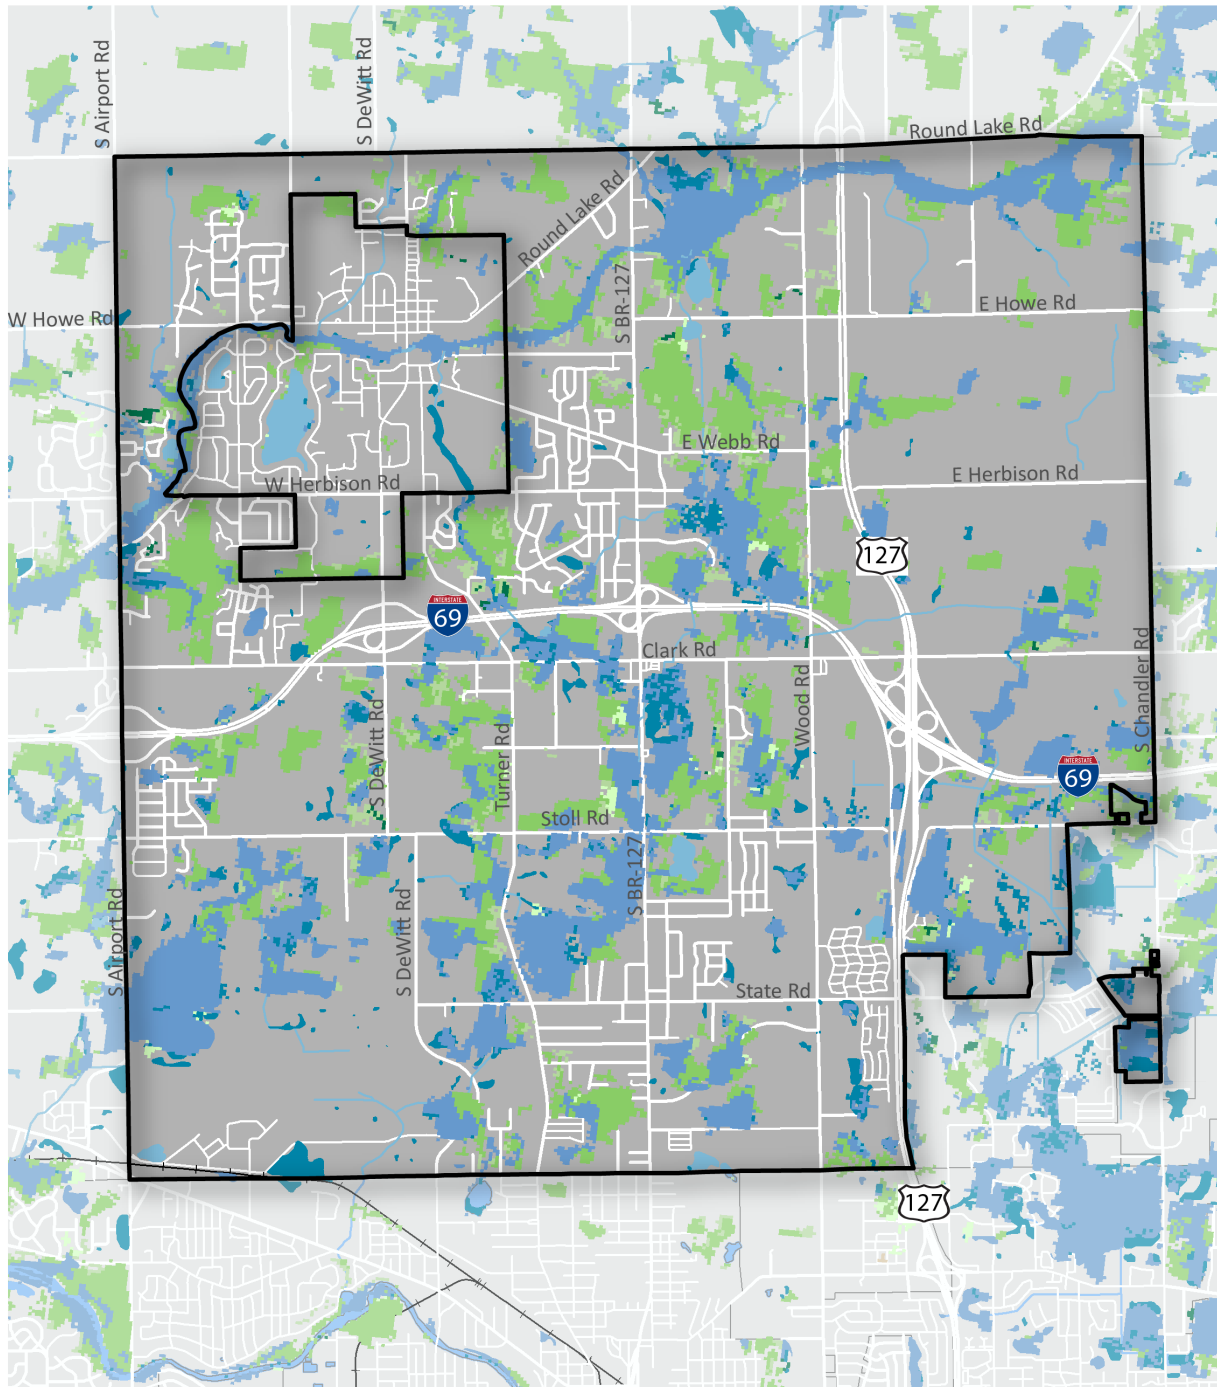 S Airport Rd
S DeWitt Rd
Round Lake Rd
Round Lake Rd
S BR-127
E Howe Rd
W Howe Rd
E Webb Rd
E Herbison Rd
W Herbison Rd
127
INTERSTATE
69
Clark Rd
S Chandler Rd
Wood Rd
S DeWitt Rd
Turner Rd
INTERSTATE
69
Stoll Rd
S BR-127
S Airport Rd
S DeWitt Rd
State Rd
127